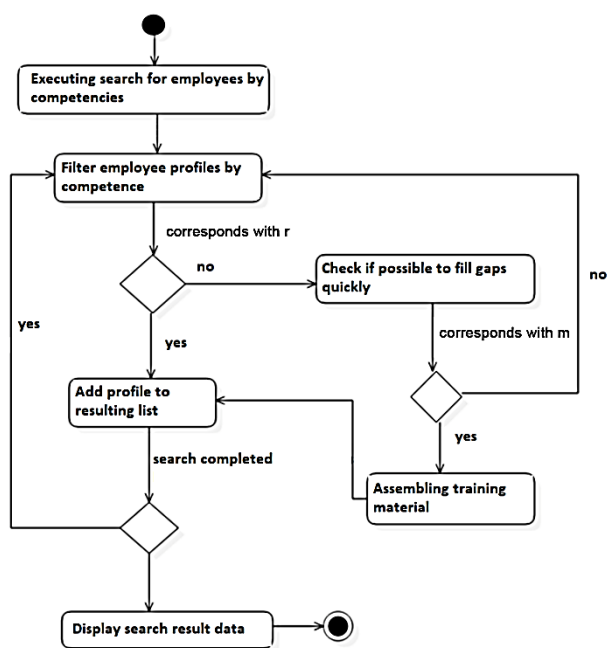 Executing search for employees by
competencies
Filter employee profiles by
competence
corresponds with r
no
Check if possible to fill gaps
quickly
no
yes
yes
corresponds with m
Add profile to
resulting list
yes
search completed
Assembling training
material
Display search result data